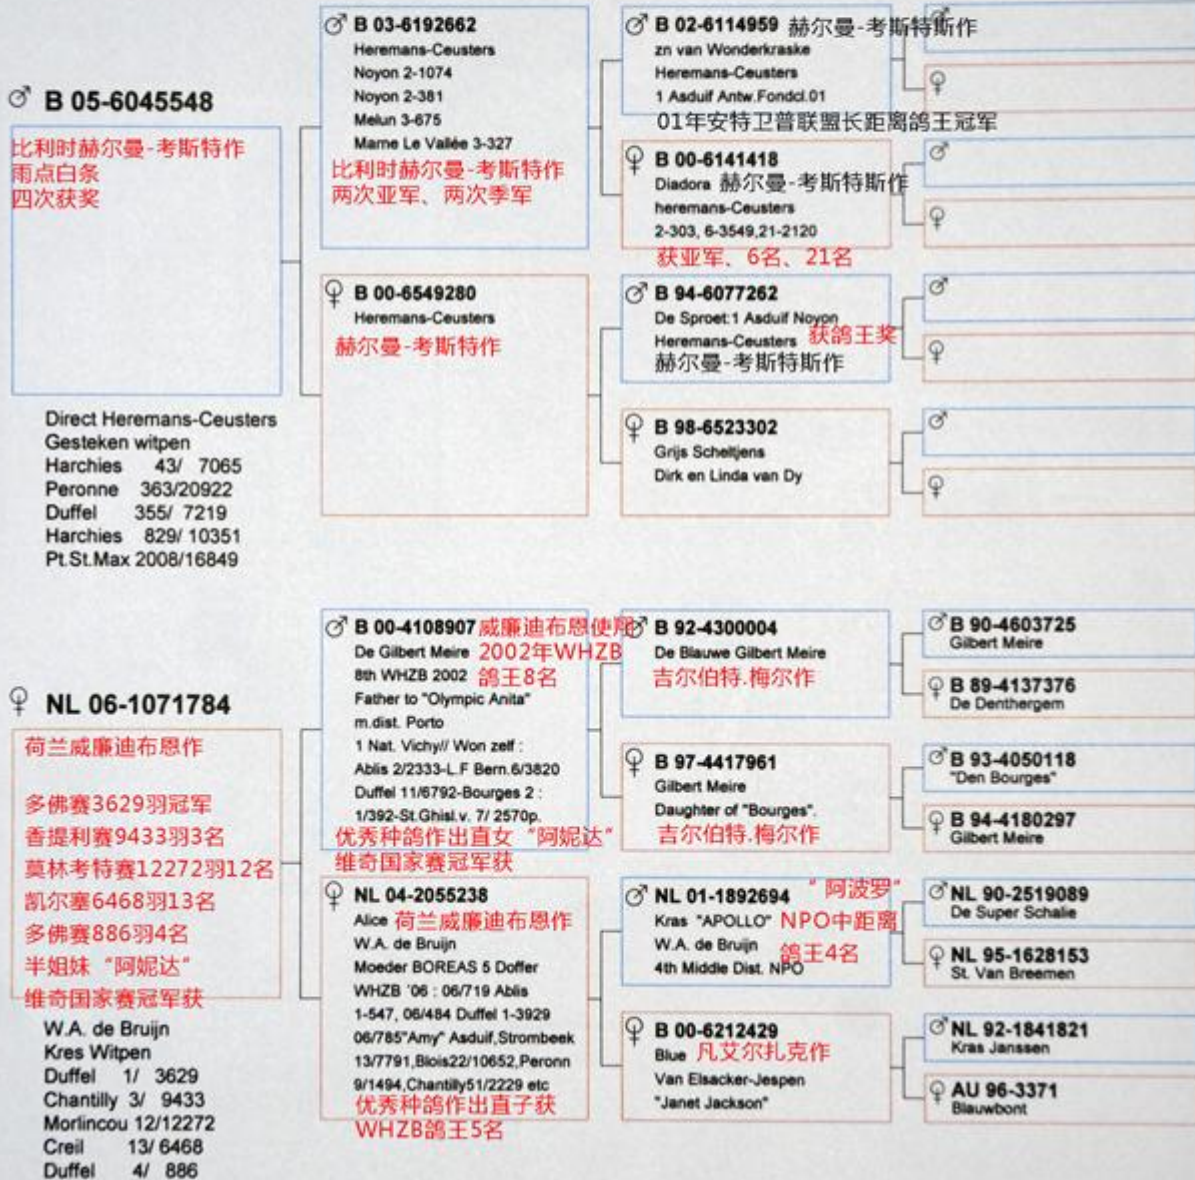 ♂ B 05-6045548
比利时赫尔曼-考斯特作
雨点白条
四次获奖
Direct Heremans-Ceusters
Gesteken witpen
Harchies 43/ 7065
Peronne 363/20922
Duffel 355/ 7219
Harchies 829/ 10351
Pt.St.Max 2008/16849
♂ B 03-6192662
Heremans-Ceusters
Noyon 2-1074
Noyon 2-381
Melun 3-675
Marne Le Vallée 3-327
比利时赫尔曼-考斯特作
两次亚军、两次季军
♀ B 00-6549280
Heremans-Ceusters
赫尔曼-考斯特作
♂ B 02-6114959 赫尔曼-考斯特斯作
zn van Wonderkraske
Heremans-Ceusters
1 Asduif Antw.Fondcl.01
01年安特卫普联盟长距离鸽王冠军
♀ B 00-6141418
Diadora 赫尔曼-考斯特斯作
heremans-Ceusters
2-303, 6-3549,21-2120
获亚军、6名、21名
♂ B 94-6077262
De Sproet:1 Asduif Noyon
Heremans-Ceusters 获鸽王奖
赫尔曼-考斯特斯作
♀ B 98-6523302
Grijs Scheltjens
Dirk en Linda van Dy
♂
♀
♂
♀
♂
♀
♂
♀
♀ NL 06-1071784
荷兰威廉迪布恩作
多佛赛3629羽冠军
香提利赛9433羽3名
莫林考特赛12272羽12名
凯尔塞6468羽13名
多佛赛886羽4名
半姐妹“阿妮达”
维奇国家赛冠军获
W.A. de Bruijn
Kres Witpen
Duffel 1/ 3629
Chantilly 3/ 9433
Morlincou 12/12272
Creil 13/ 6468
Duffel 4/ 886
♂ B 00-4108907 威廉迪布恩使用
De Gilbert Meire 2002年WHZB
8th WHZB 2002 鸽王8名
Father to "Olympic Anita"
m.dist. Porto
1 Nat. Vichy// Won zelf :
Ablis 2/2333-L.F Bern.6/3820
Duffel 11/6792-Bourges 2 :
1/392-St.Ghisl.v. 7/ 2570p.
优秀种鸽作出直女“阿妮达”
维奇国家赛冠军获
♀ NL 04-2055238
Alice 荷兰威廉迪布恩作
W.A. de Bruijn
Moeder BOREAS 5 Doffer
WHZB '06 : 06/719 Ablis
1-547, 06/484 Duffel 1-3929
06/785"Amy" Asduif,Strombeek
13/7791,Blois22/10652,Peronn
9/1494,Chantilly51/2229 etc
优秀种鸽作出直子获
WHZB鸽王5名
♂ B 92-4300004
De Blauwe Gilbert Meire
吉尔伯特.梅尔作
♀ B 97-4417961
Gilbert Meire
Daughter of "Bourges".
吉尔伯特.梅尔作
♂ NL 01-1892694 “阿波罗”
Kras "APOLLO" NPO中距离
W.A. de Bruijn 鸽王4名
4th Middle Dist. NPO
♀ B 00-6212429
Blue 凡艾尔扎克作
Van Elsacker-Jespen
"Janet Jackson"
♂ B 90-4603725
Gilbert Meire
♀ B 89-4137376
De Denthergem
♂ B 93-4050118
"Den Bourges"
♀ B 94-4180297
Gilbert Meire
♂ NL 90-2519089
De Super Schalie
♀ NL 95-1628153
St. Van Breemen
♂ NL 92-1841821
Kras Janssen
♀ AU 96-3371
Blauwbont